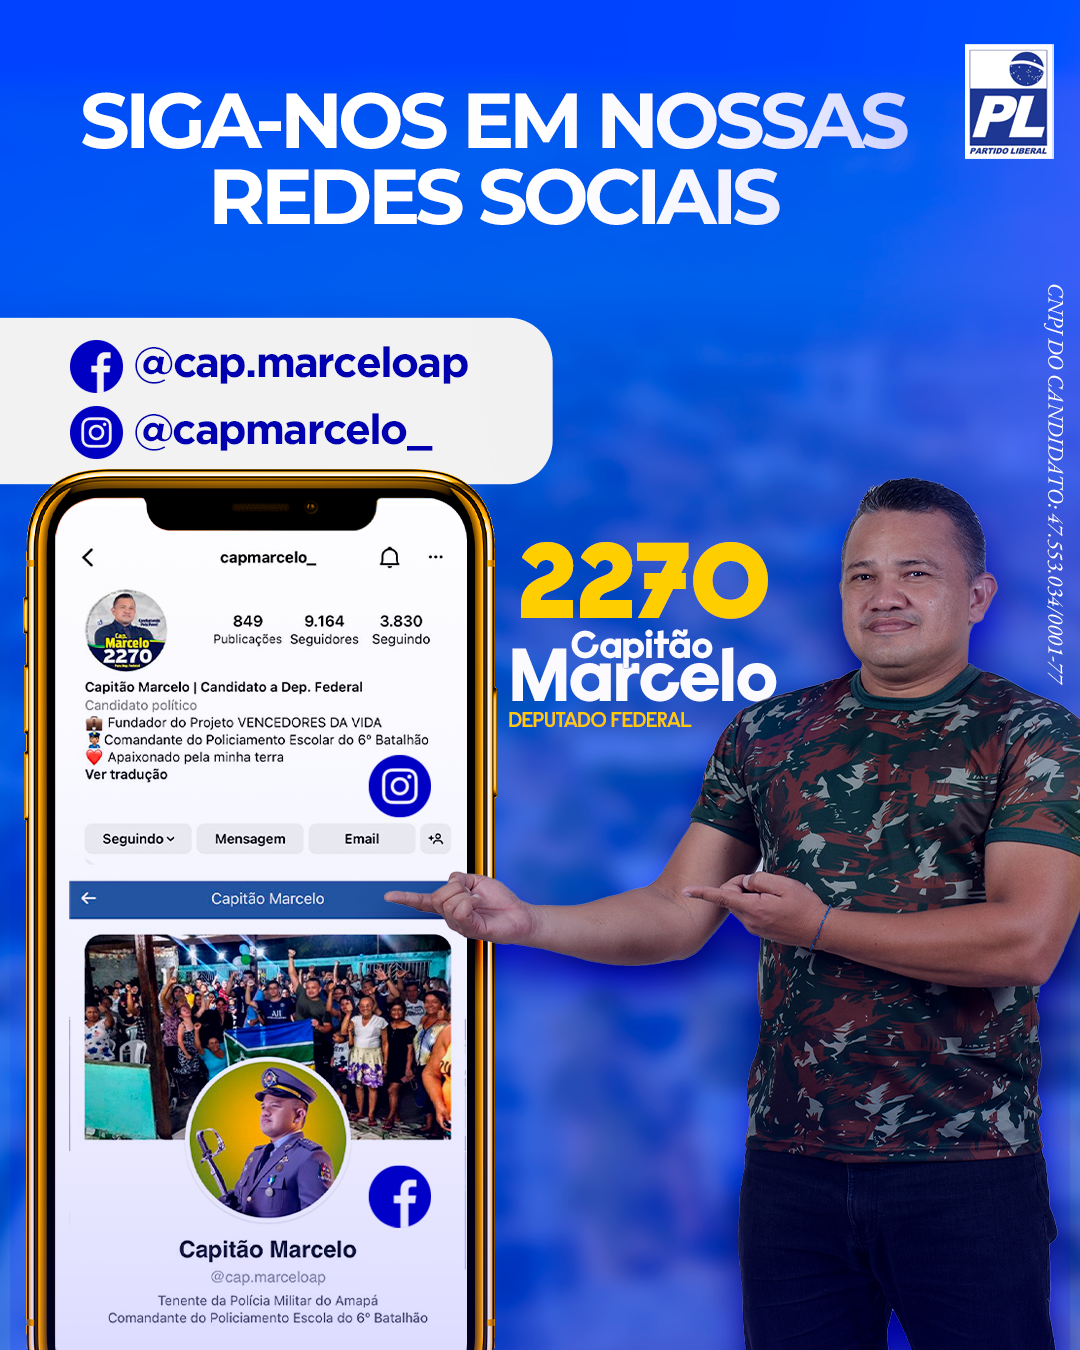 SIGA-NOS EM NOSSAS
REDES SOCIAIS
PL
PARTIDO LIBERAL
CNPJ DO CANDIDATO: 47.553.034/0001-77
@cap.marceloap
@capmarcelo_
capmarcelo_
849
9.164
3.830
Publicações
Seguidores
Seguindo
Cap.
Marcelo
2270
Capitão Marcelo | Candidato a Dep. Federal
Candidato político
Fundador do Projeto VENCEDORES DA VIDA
Comandante do Policiamento Escolar do 6º Batalhão
Apaixonado pela minha terra
Ver tradução
Seguindo
Mensagem
Email
2270
Capitão
Marcelo
DEPUTADO FEDERAL
Capitão Marcelo
Capitão Marcelo
@cap.marceloap
Tenente da Polícia Militar do Amapá
Comandante do Policiamento Escola do 6º Batalhão